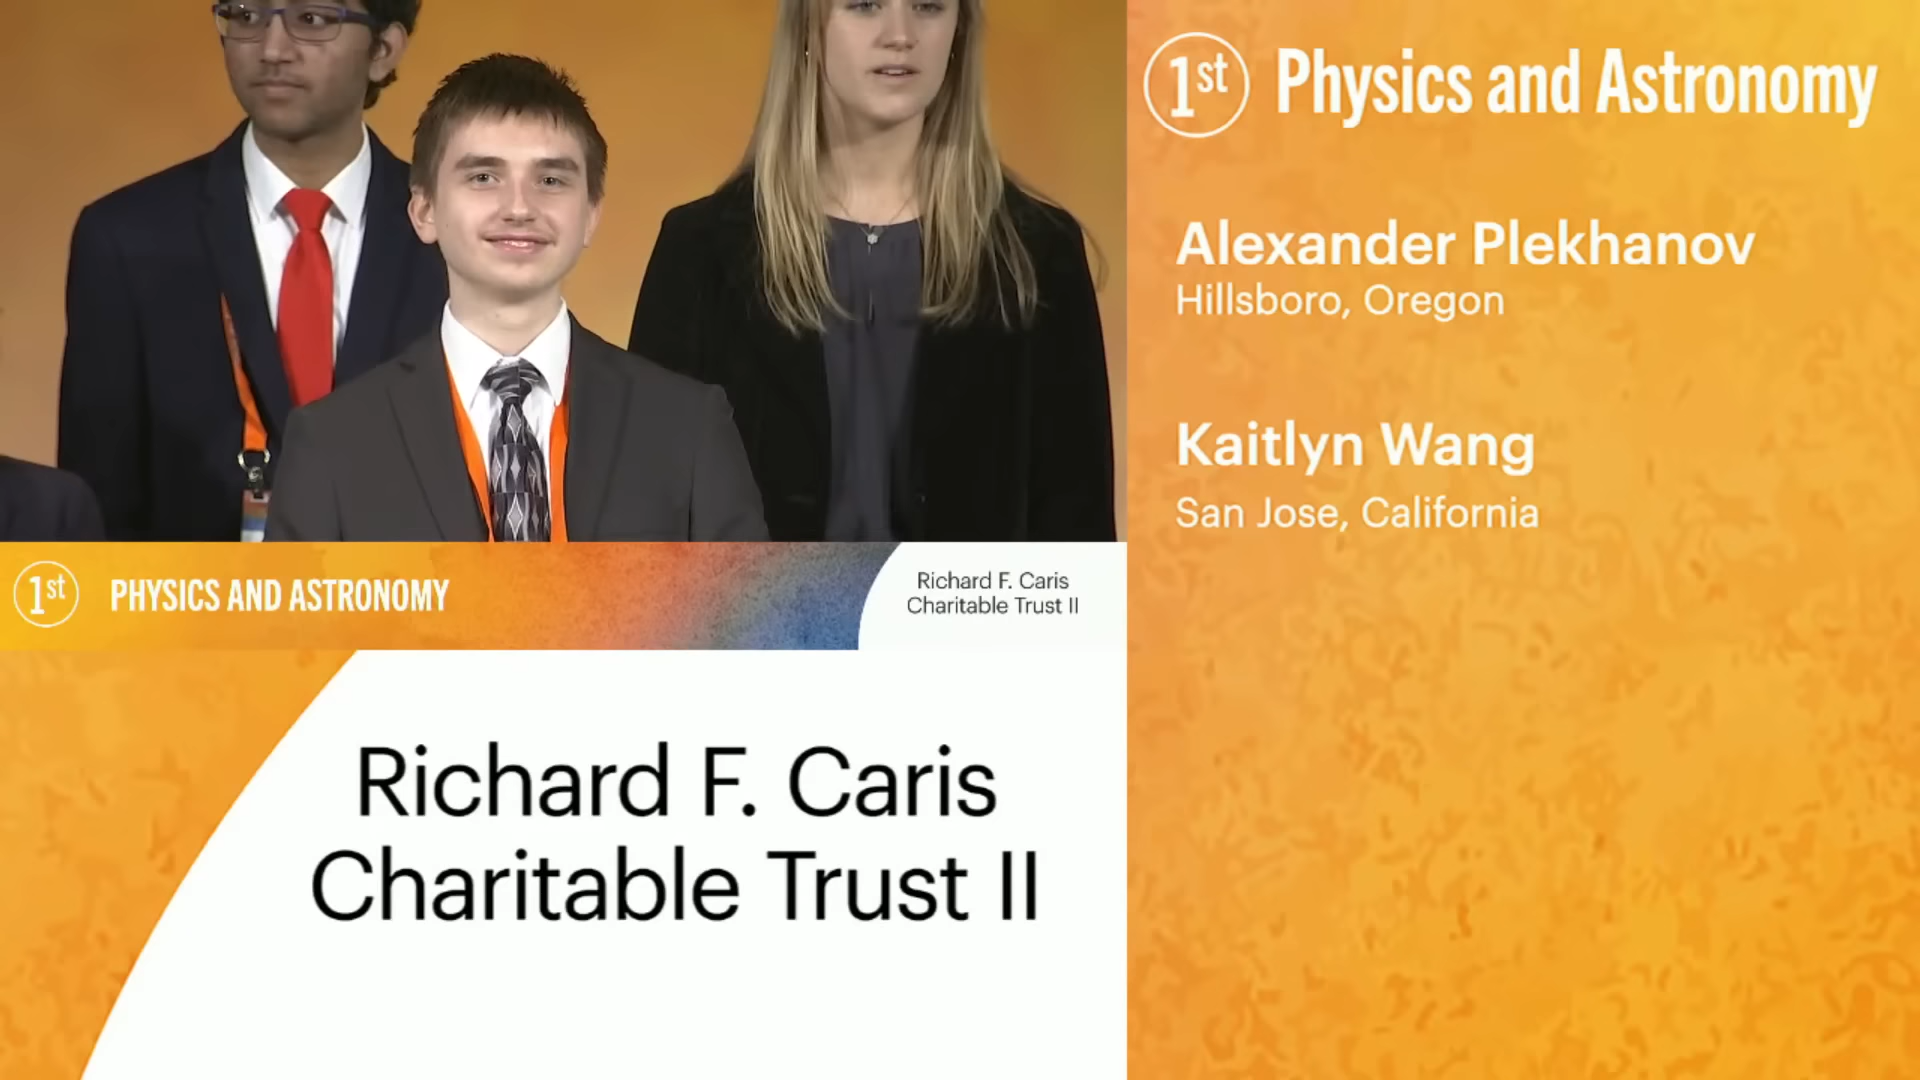 1st Physics and Astronomy
Alexander Plekhanov
Hillsboro, Oregon
Kaitlyn Wang
San Jose, California
1st PHYSICS AND ASTRONOMY
Richard F. Caris
Charitable Trust II
Richard F. Caris
Charitable Trust II